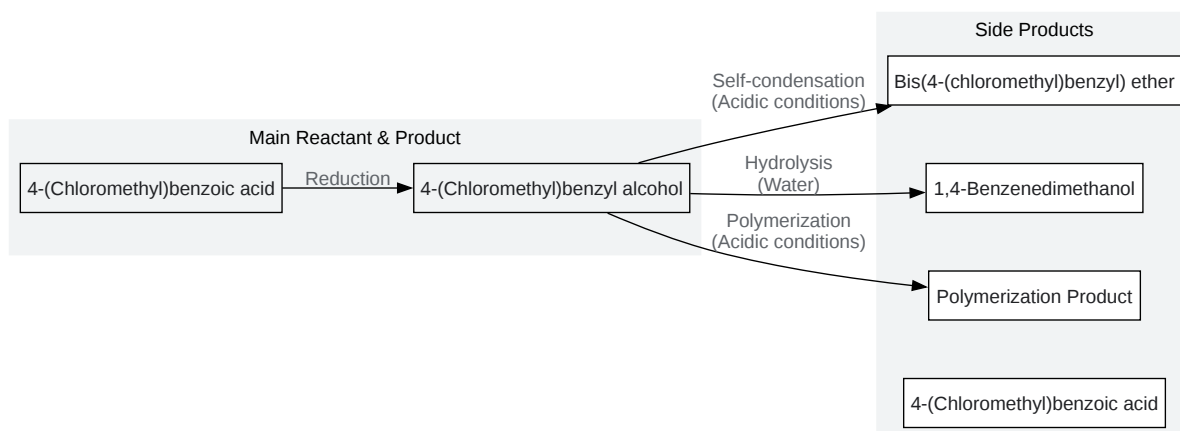 Side Products
Bis(4-(chloromethyl)benzyl) ether
Self-condensation
(Acidic conditions)
Main Reactant & Product
4-(Chloromethyl)benzoic acid
Reduction
4-(Chloromethyl)benzyl alcohol
Hydrolysis
(Water)
1,4-Benzenedimethanol
Polymerization
(Acidic conditions)
Polymerization Product
4-(Chloromethyl)benzoic acid